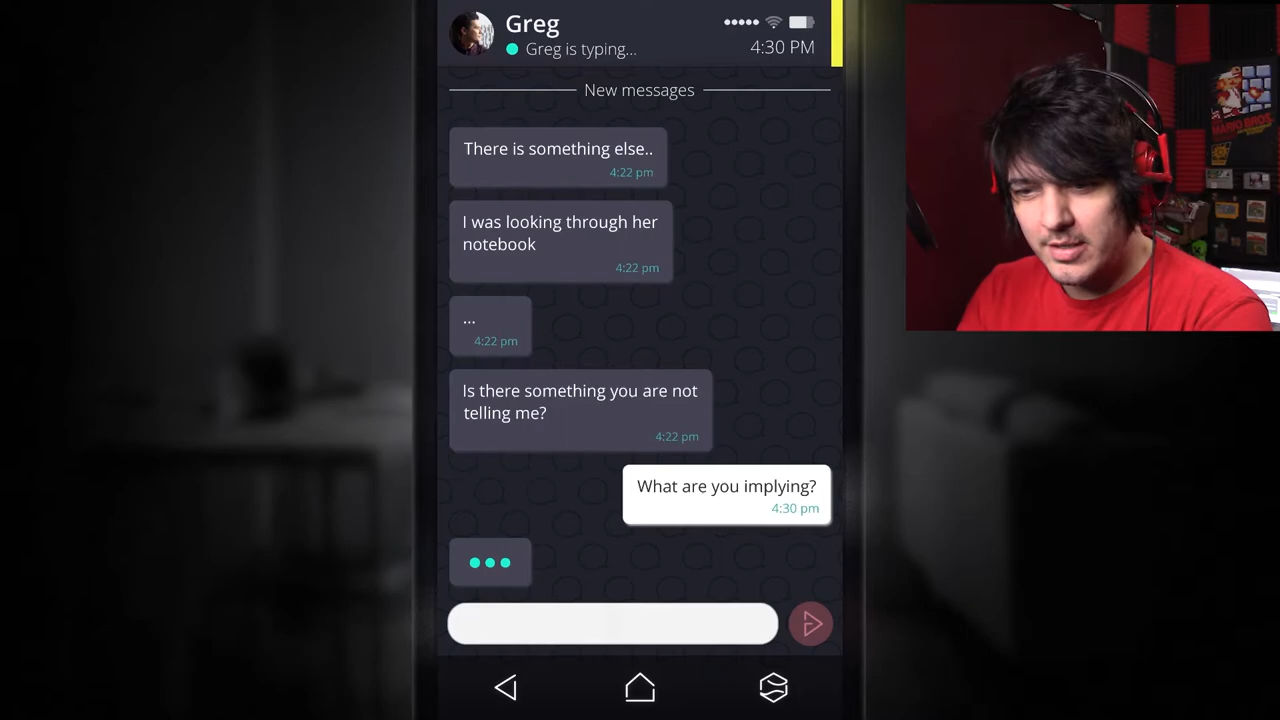 Greg
Greg is typing...
4:30 PM
New messages
There is something else..
4:22 pm
I was looking through her
notebook
4:22 pm
...
4:22 pm
Is there something you are not
telling me?
4:22 pm
What are you implying?
4:30 pm
MARIO BROS.